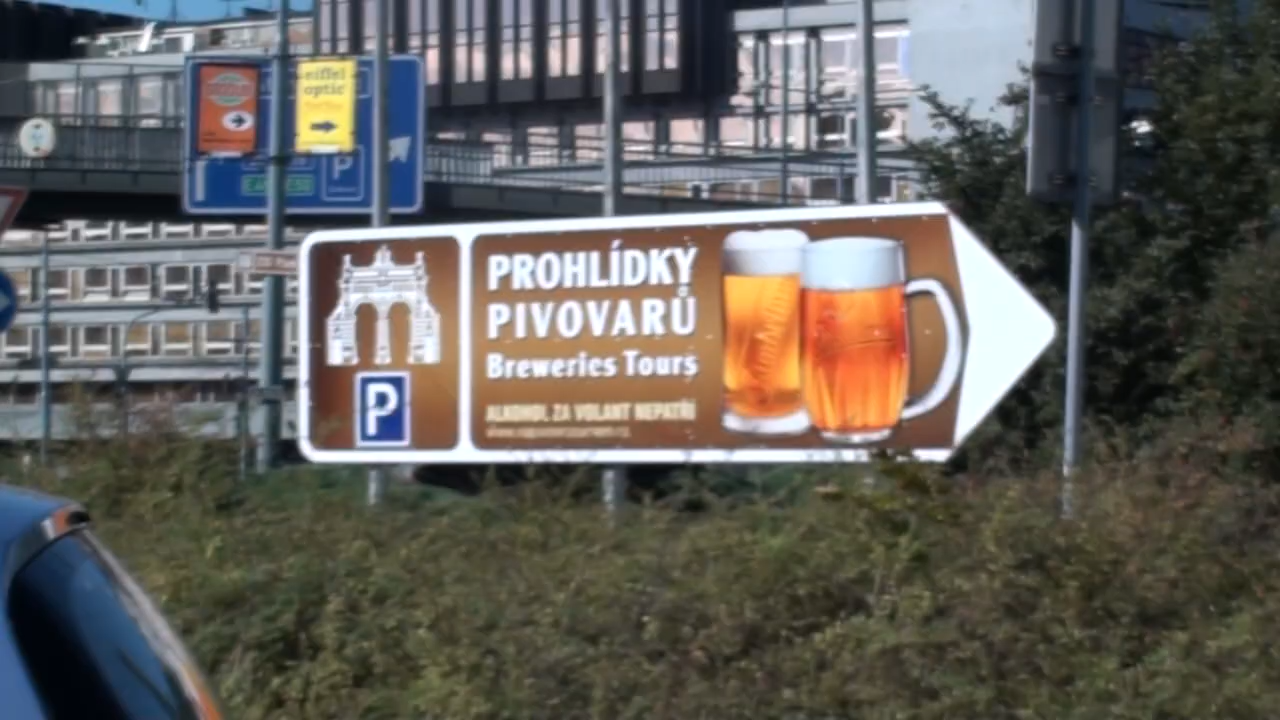 eiffel
optic
P
PROHLÍDKY
PIVOVARŮ
Breweries Tours
ALKOHOL ZA VOLANT NEPATŘÍ
P